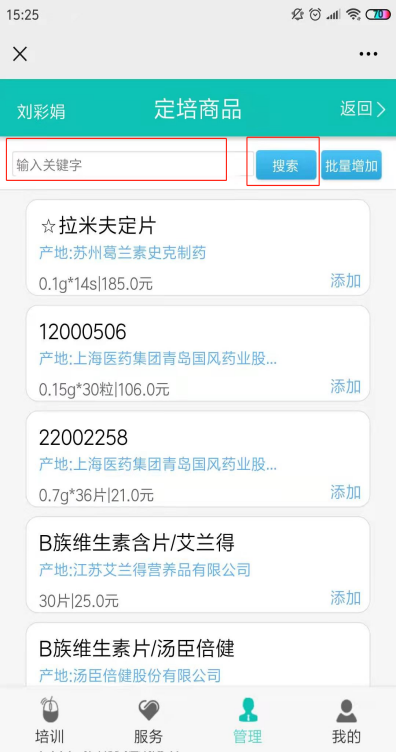 15:25
70
刘彩娟
定培商品
返回
输入关键字
搜索
批量增加
☆拉米夫定片
产地:苏州葛兰素史克制药
0.1g*14s|185.0元
添加
12000506
产地:上海医药集团青岛国风药业股...
0.15g*30粒|106.0元
添加
22002258
产地:上海医药集团青岛国风药业股...
0.7g*36片|21.0元
添加
B族维生素含片/艾兰得
产地:江苏艾兰得营养品有限公司
30片|25.0元
添加
B族维生素片/汤臣倍健
产地:汤臣倍健股份有限公司
培训
服务
管理
我的